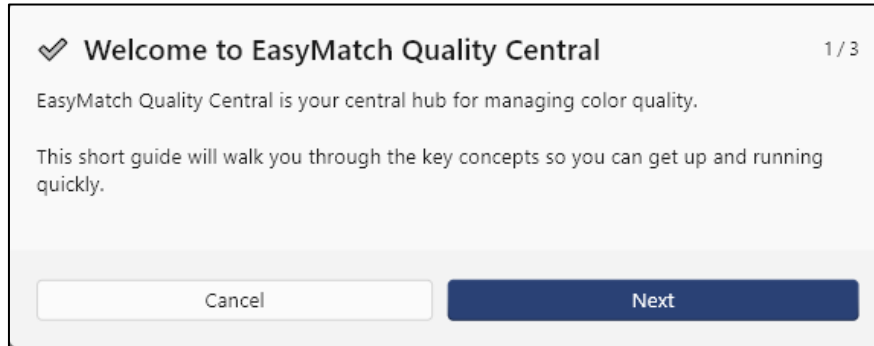 Welcome to EasyMatch Quality Central
1 / 3
EasyMatch Quality Central is your central hub for managing color quality.
This short guide will walk you through the key concepts so you can get up and running
quickly.
Cancel
Next